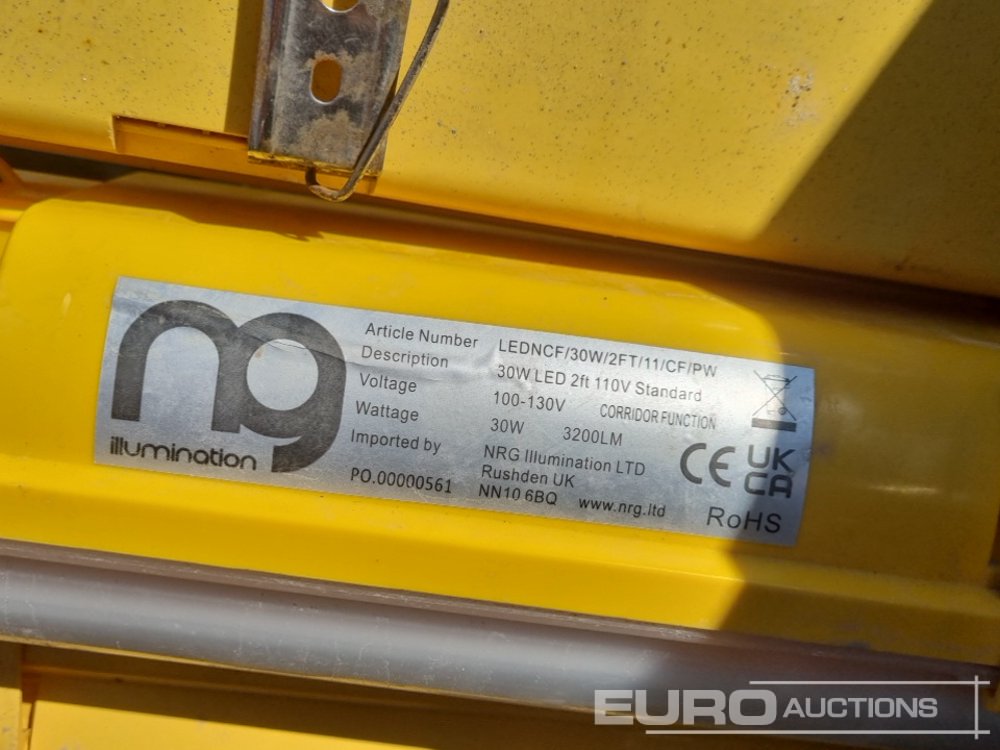 ng
illumination
Article Number LEDNCF/30W/2FT/11/CF/PW
Description 30W LED 2ft 110V Standard
Voltage 100-130V CORRIDOR FUNCTION
Wattage 30W 3200LM
Imported by NRG Illumination LTD
Rushden UK
PO.00000561 NN10 6BQ www.nrg.ltd
CE UK
CA
RoHS
EURO AUCTIONS